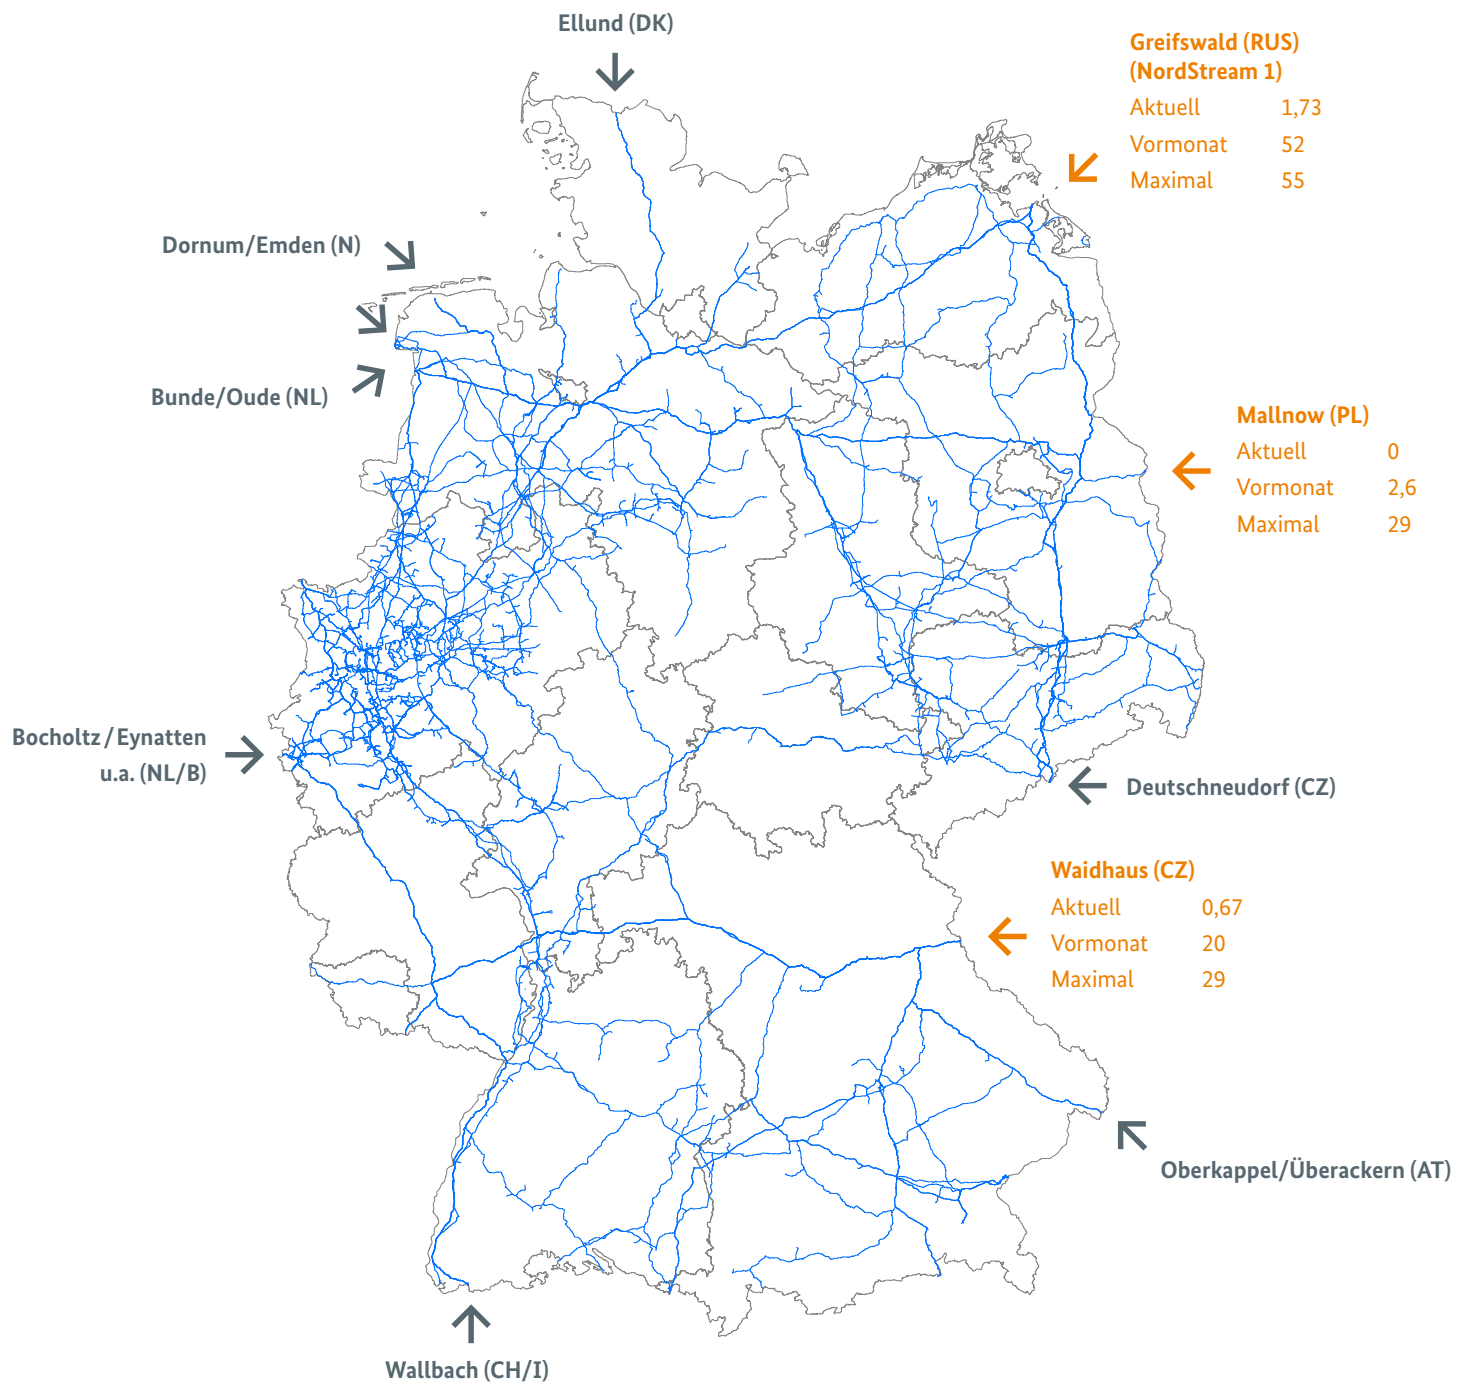 Ellund (DK)
Greifswald (RUS)
(NordStream 1)
Aktuell 1,73
Vormonat 52
Maximal 55
Dornum/Emden (N)
Bunde/Oude (NL)
Mallnow (PL)
Aktuell 0
Vormonat 2,6
Maximal 29
Bocholtz / Eynatten
u.a. (NL/B)
Deutschneudorf (CZ)
Waidhaus (CZ)
Aktuell 0,67
Vormonat 20
Maximal 29
Oberkappel/Überackern (AT)
Wallbach (CH/I)